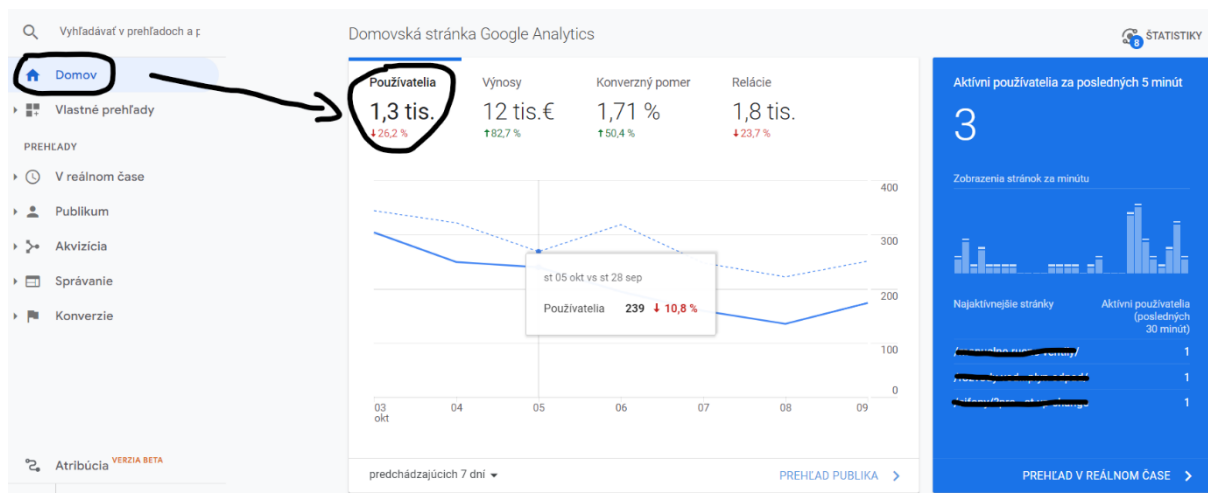 Vyhľadávať v prehľadoch a p
Domov
Vlastné prehľady
PREHĽADY
V reálnom čase
Publikum
Akvizícia
Správanie
Konverzie
Atribúcia VERZIA BETA
Domovská stránka Google Analytics
8 ŠTATISTIKY
Používatelia Výnosy Konverzný pomer Relácie
1,3 tis. 12 tis.€ 1,71 % 1,8 tis.
↓26,2 % ↑82,7 % ↑50,4 % ↓23,7 %
400
300
200
100
0
st 05 okt vs st 28 sep
Používatelia 239 ↓ 10,8 %
03 04 05 06 07 08 09
okt
predchádzajúcich 7 dní PREHĽAD PUBLIKA
Aktívni používatelia za posledných 5 minút
3
Zobrazenia stránok za minútu
Najaktívnejšie stránky Aktívni používatelia
(posledných
30 minút)
1
1
1
PREHĽAD V REÁLNOM ČASE